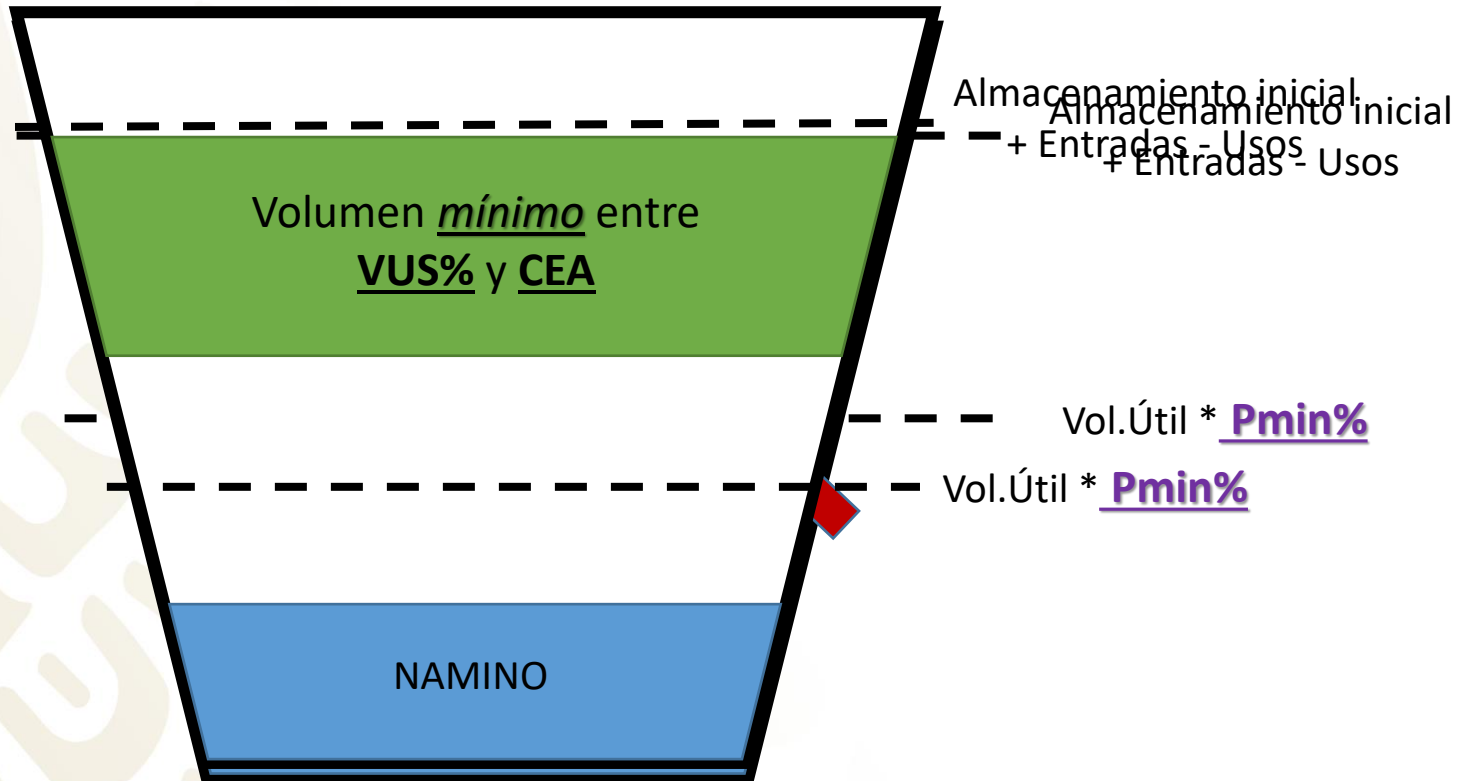 Almacenamiento inicial
+ Entradas - Usos
Almacenamiento inicial
+ Entradas - Usos
Volumen mínimo entre
VUS% y CEA
Vol.Útil * Pmin%
Vol.Útil * Pmin%
NAMINO